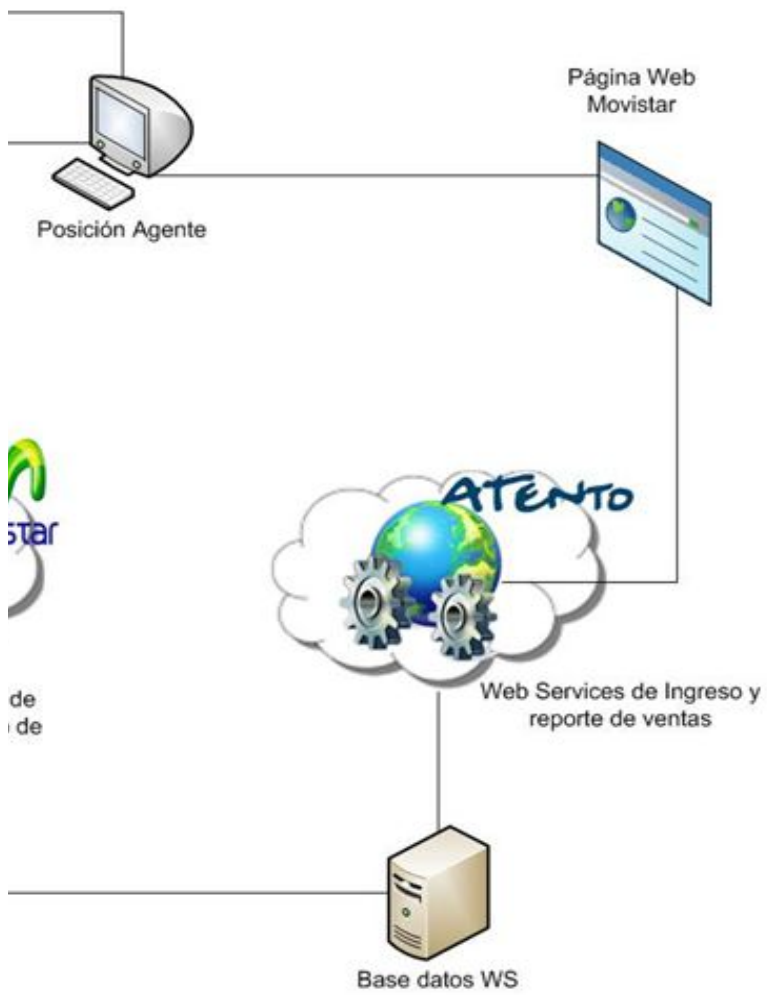 Página Web
Movistar
Posición Agente
ATENTO
star
de
de
Web Services de Ingreso y
reporte de ventas
Base datos WS